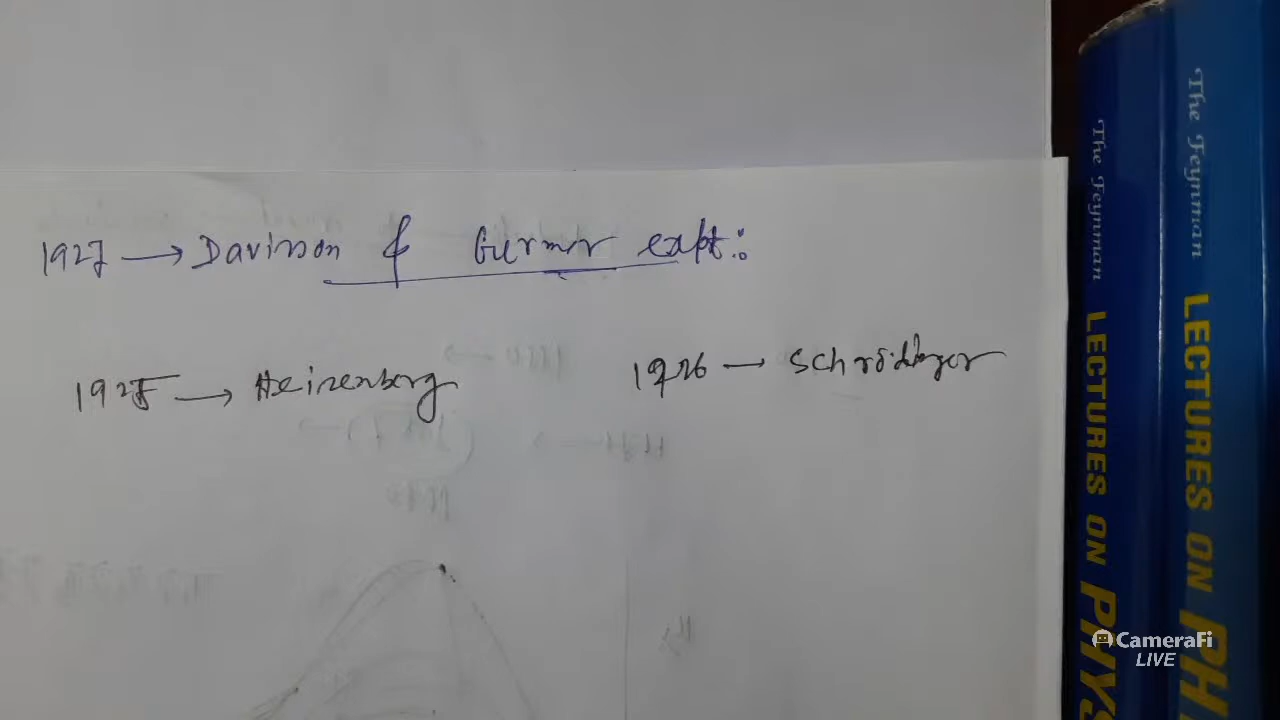 1927 → Davisson & Germer expt:
1925 → Heisenberg
1926 → Schrödinger
The Feynman LECTURES ON PHYS
The Feynman LECTURES ON PH
CameraFi
LIVE